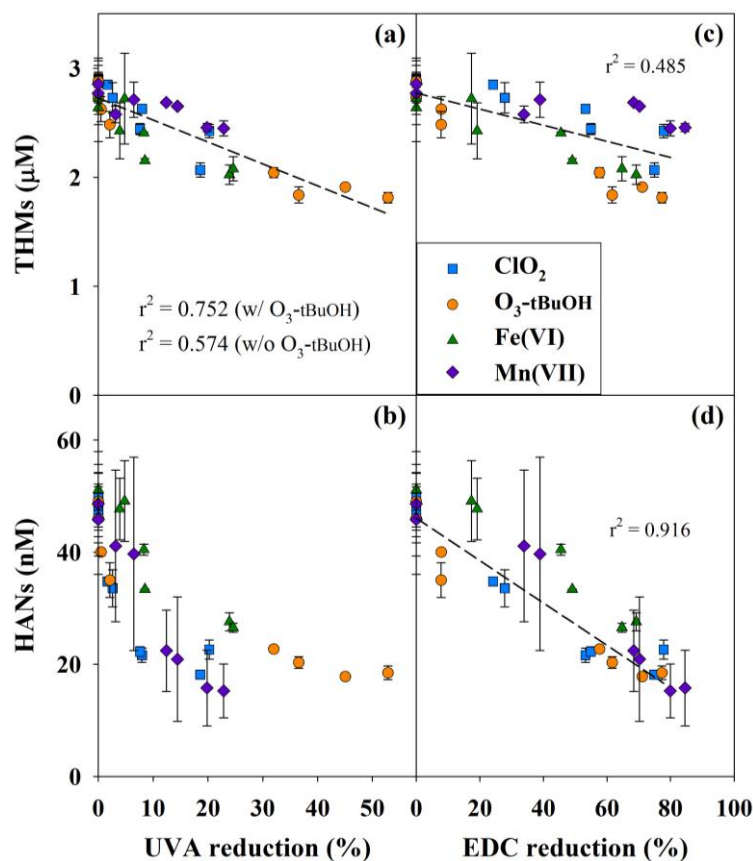 (a)
(c)
3
2
1
0
THMs (μM)
r² = 0.485
r² = 0.752 (w/ O₃-tBuOH)
r² = 0.574 (w/o O₃-tBuOH)
ClO₂
O₃-tBuOH
Fe(VI)
Mn(VII)
(b)
(d)
60
40
20
0
HANs (nM)
r² = 0.916
0 10 20 30 40 50
0 20 40 60 80 100
UVA reduction (%)
EDC reduction (%)